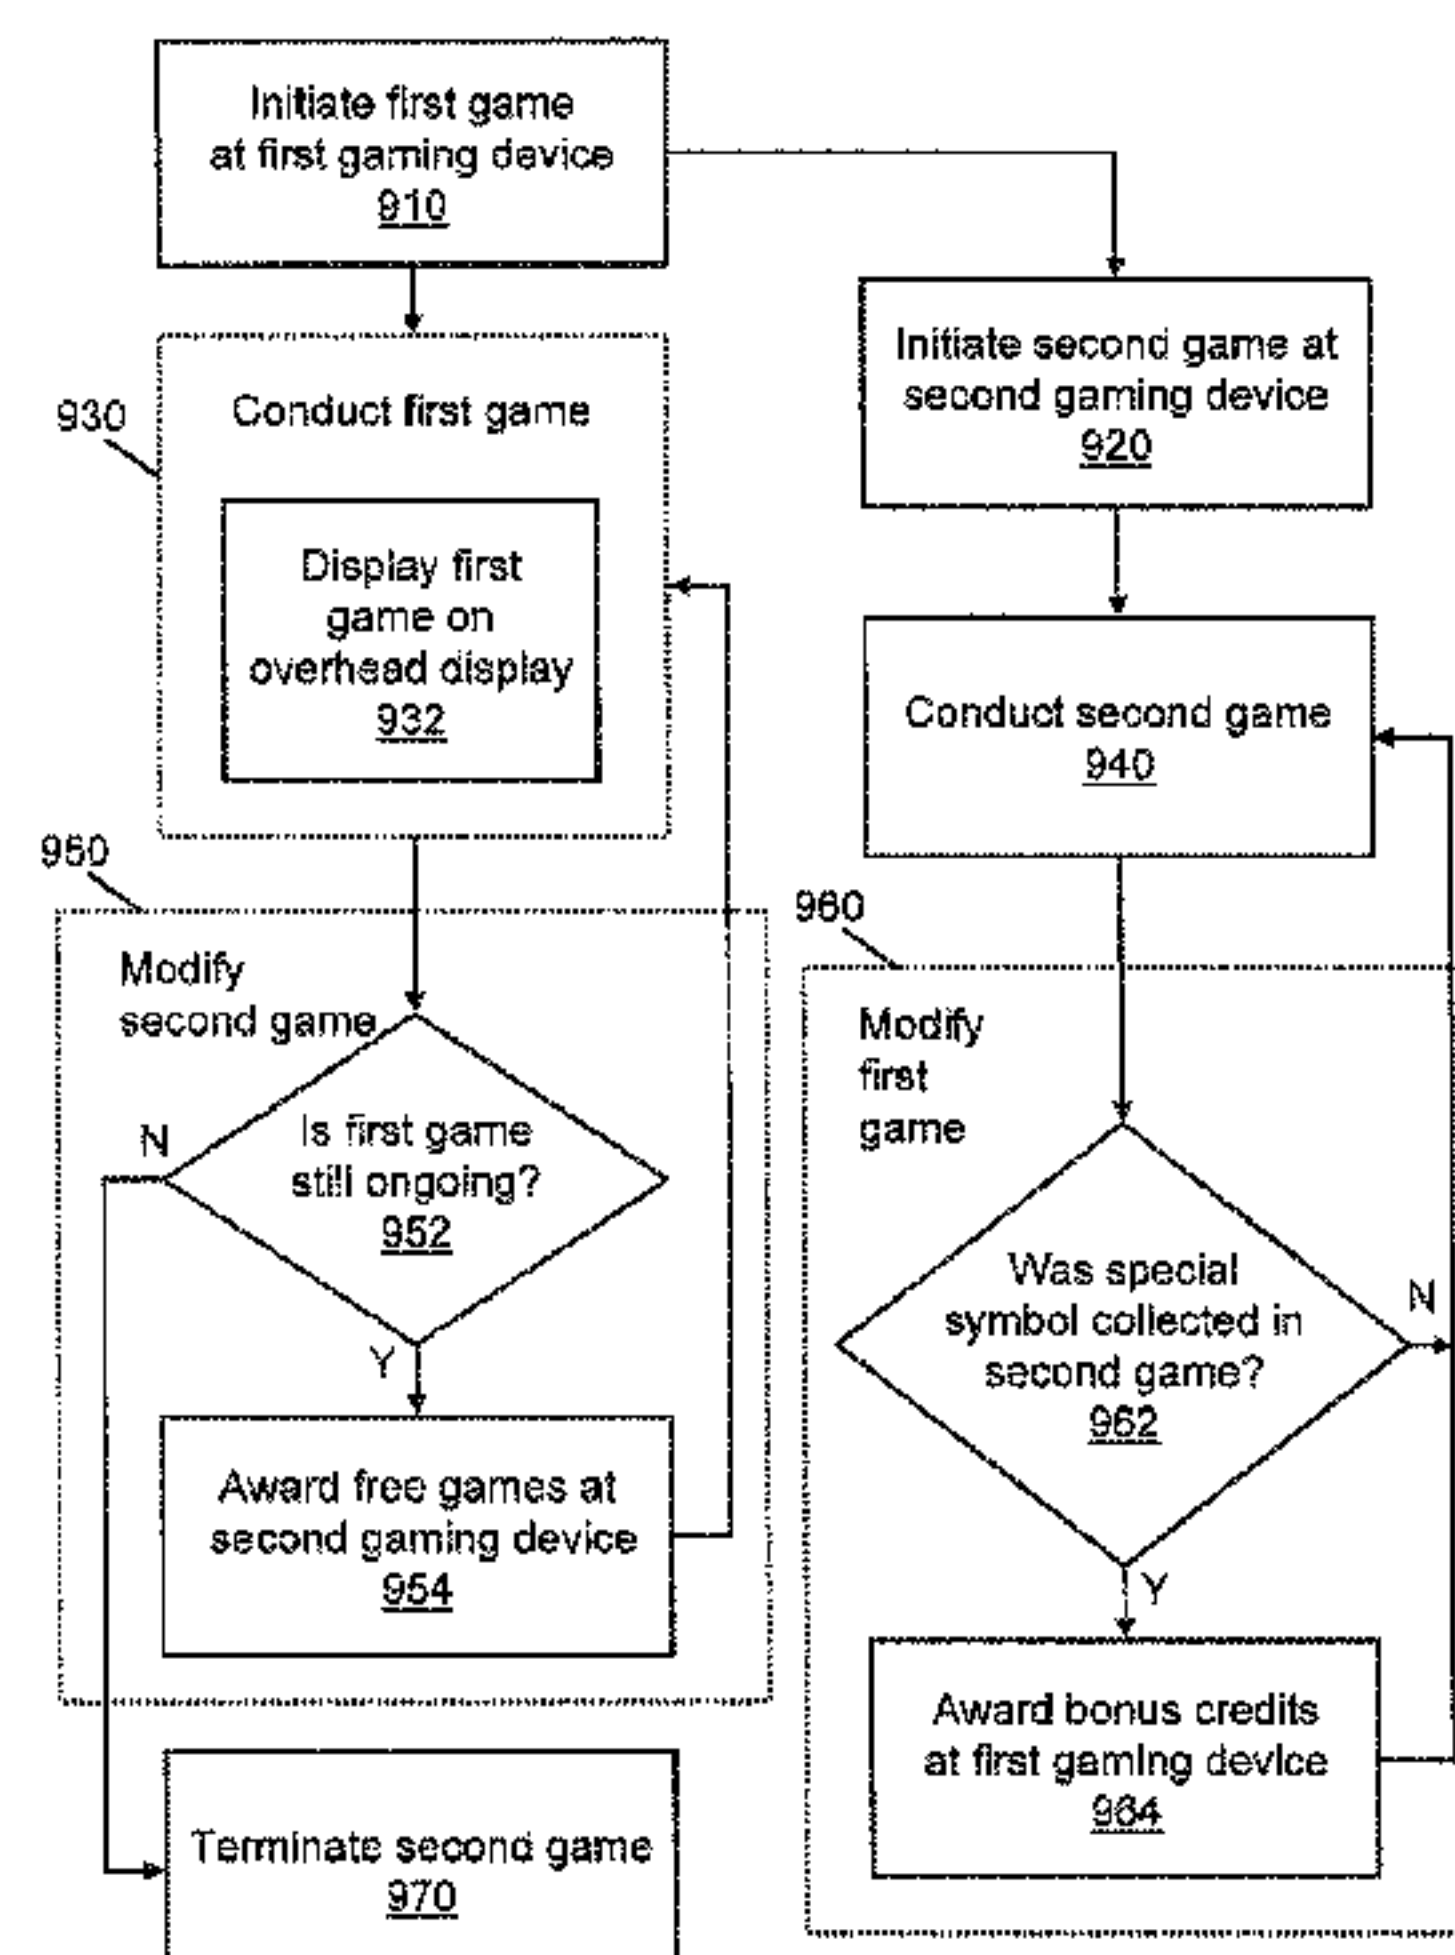 Initiate first game
at first gaming device
910
Initiate second game at
second gaming device
920
930
Conduct first game
Display first
game on
overhead display
932
Conduct second game
940
950
Modify
second game
Is first game
still ongoing?
952
N
Y
Award free games at
second gaming device
954
960
Modify
first
game
Was special
symbol collected in
second game?
962
N
Y
Award bonus credits
at first gaming device
964
Terminate second game
970